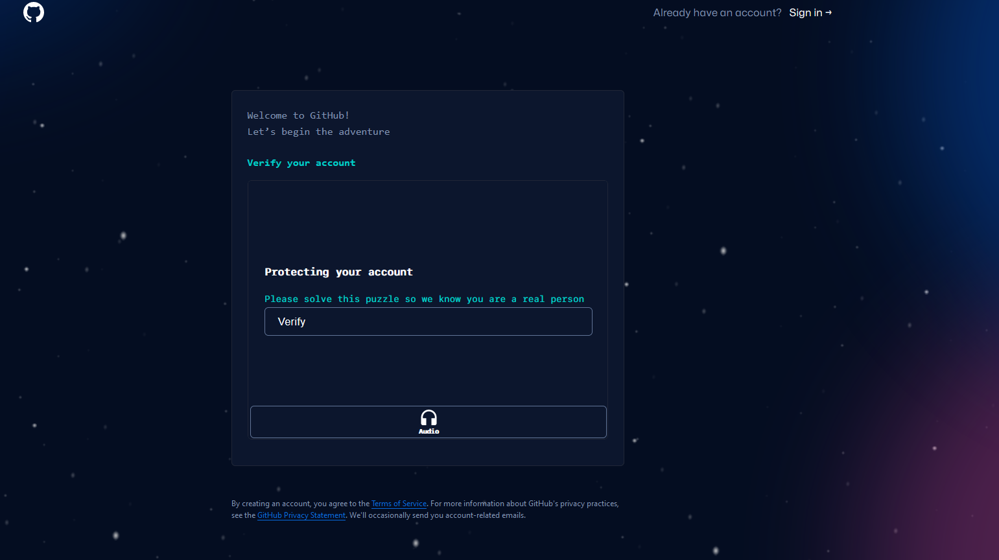 Already have an account? Sign in →
Welcome to GitHub!
Let’s begin the adventure
Verify your account
Protecting your account
Please solve this puzzle so we know you are a real person
Verify
Audio
By creating an account, you agree to the Terms of Service. For more information about GitHub's privacy practices,
see the GitHub Privacy Statement. We'll occasionally send you account-related emails.